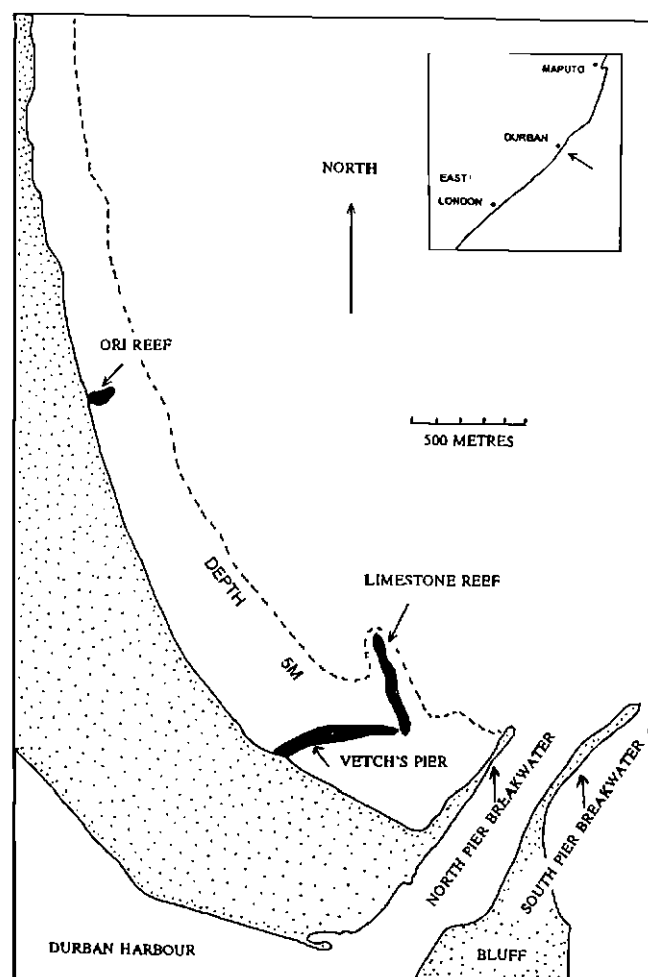 MAPUTO
DURBAN
EAST
LONDON
NORTH
ORI REEF
500 METRES
DEPTH
5M
LIMESTONE REEF
VETCH'S PIER
NORTH PIER BREAKWATER
SOUTH PIER BREAKWATER
DURBAN HARBOUR
BLUFF